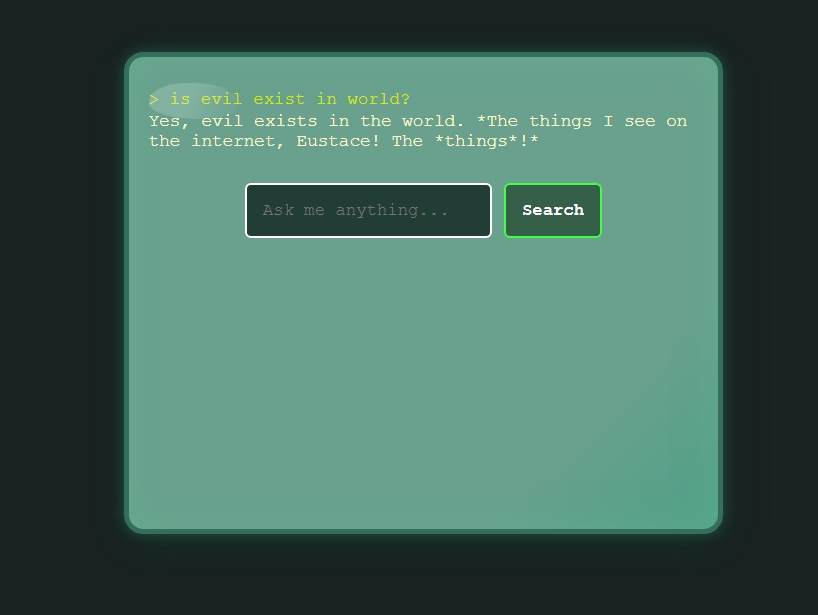 > is evil exist in world?
Yes, evil exists in the world. *The things I see on
the internet, Eustace! The *things*!*
Ask me anything...
Search